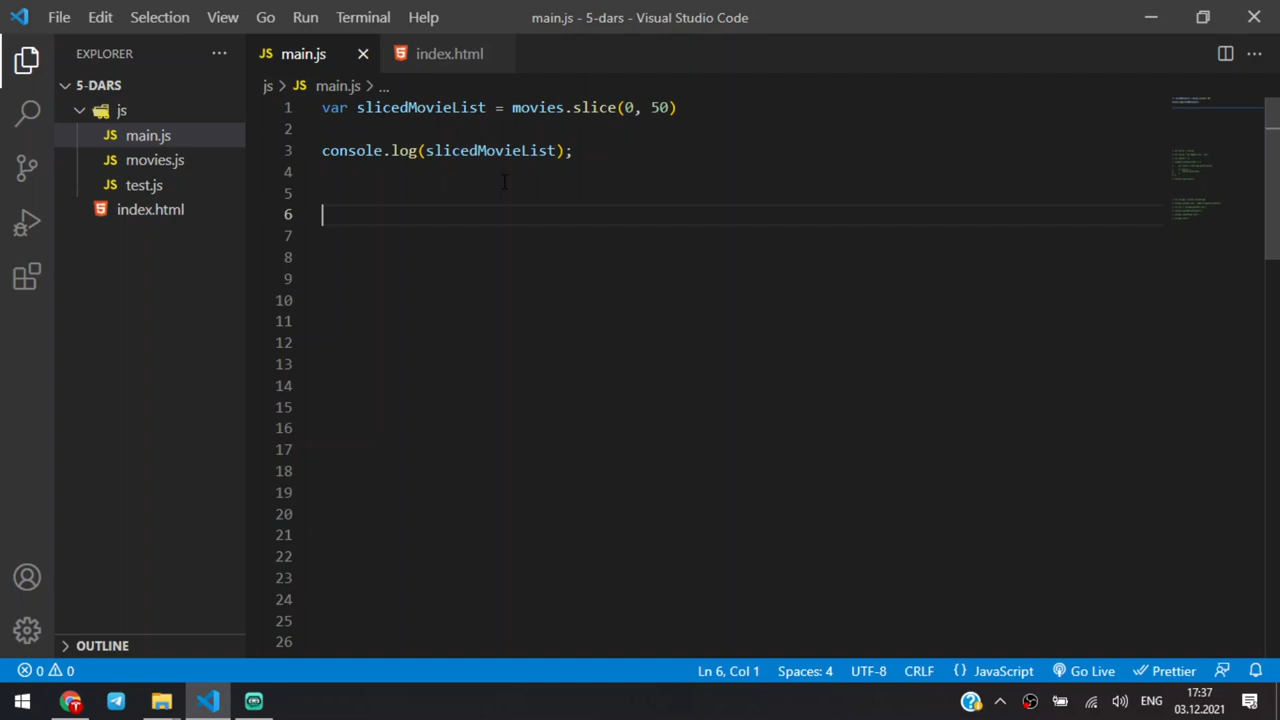 File Edit Selection View Go Run Terminal Help main.js - 5-dars - Visual Studio Code
EXPLORER ··· JS main.js index.html ···
5-DARS js JS main.js ...
js
JS main.js
JS movies.js
JS test.js
index.html
1 var slicedMovieList = movies.slice(0, 50)
2
3 console.log(slicedMovieList);
4
5
6
7
8
9
10
11
12
13
14
15
16
17
18
19
20
21
22
23
24
25
26
OUTLINE
0 0 Ln 6, Col 1 Spaces: 4 UTF-8 CRLF {} JavaScript Go Live Prettier
ENG 17:37
03.12.2021